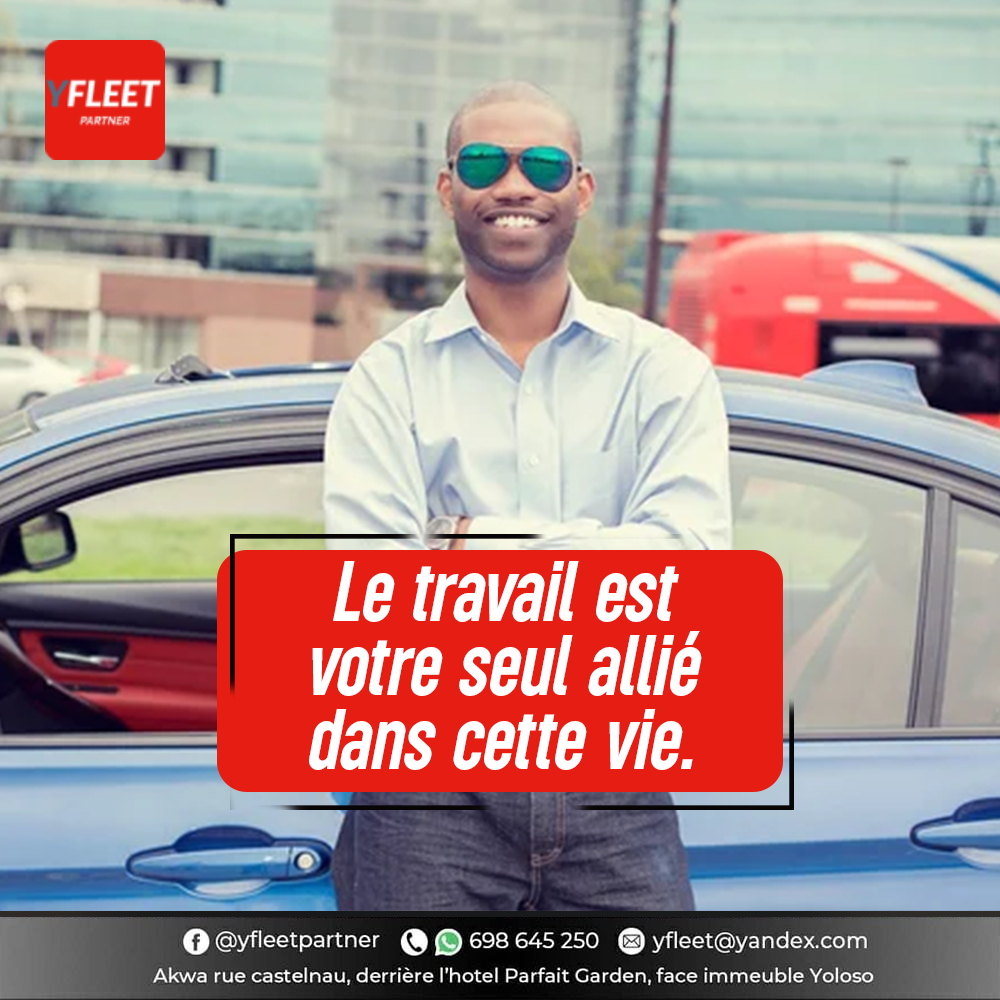 YFLEET
PARTNER
Le travail est
votre seul allié
dans cette vie.
@yfleetpartner 698 645 250 yfleet@yandex.com
Akwa rue castelnau, derrière l'hotel Parfait Garden, face immeuble Yoloso